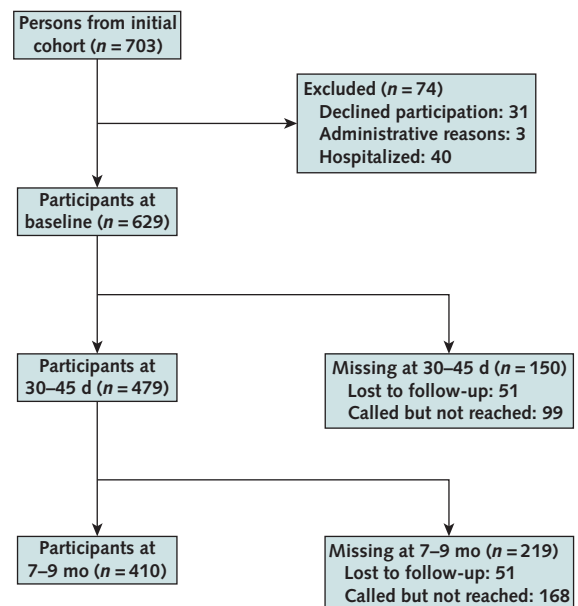 Persons from initial
cohort (n = 703)
Excluded (n = 74)
Declined participation: 31
Administrative reasons: 3
Hospitalized: 40
Participants at
baseline (n = 629)
Participants at
30–45 d (n = 479)
Missing at 30–45 d (n = 150)
Lost to follow-up: 51
Called but not reached: 99
Participants at
7–9 mo (n = 410)
Missing at 7–9 mo (n = 219)
Lost to follow-up: 51
Called but not reached: 168